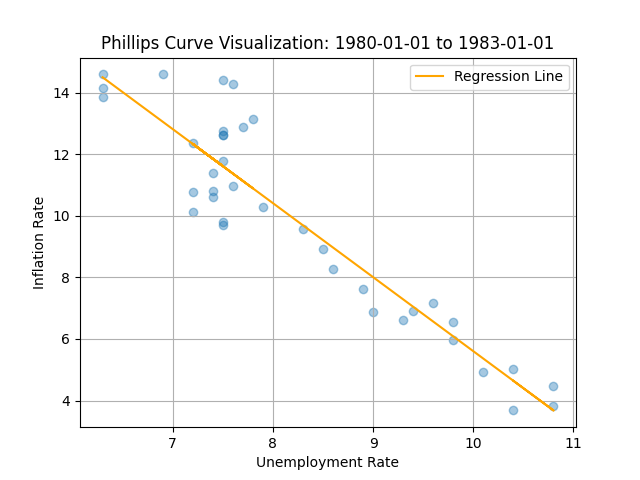 Phillips Curve Visualization: 1980-01-01 to 1983-01-01
Regression Line
14
12
10
8
6
4
Inflation Rate
7 8 9 10 11
Unemployment Rate